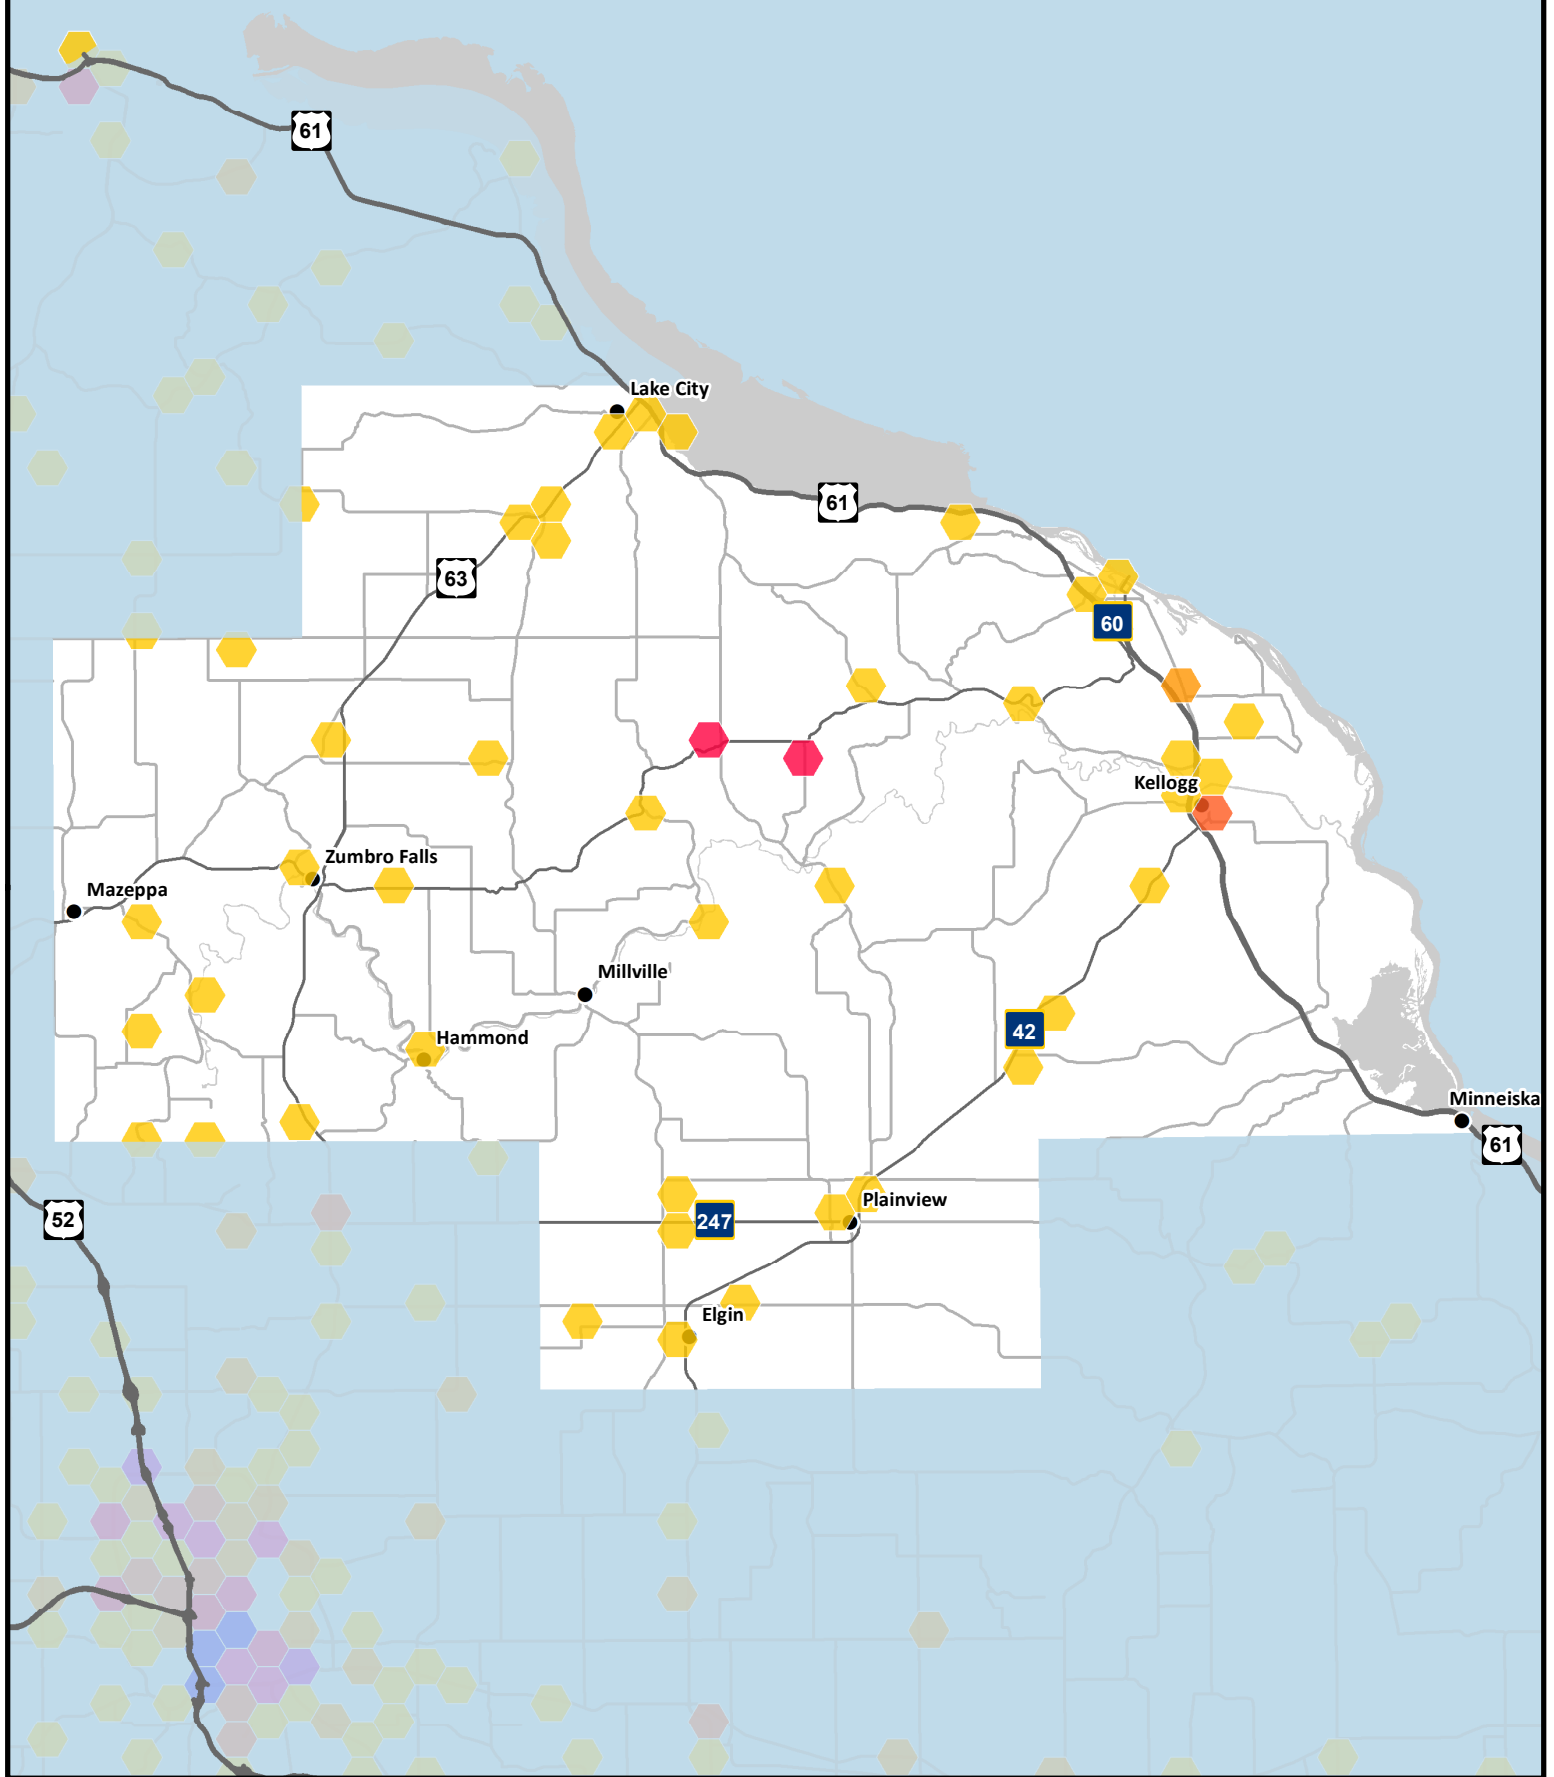 61
Lake City
61
63
60
Kellogg
Zumbro Falls
Mazeppa
Millville
42
Hammond
Minneiska
61
Plainview
52
247
Elgin